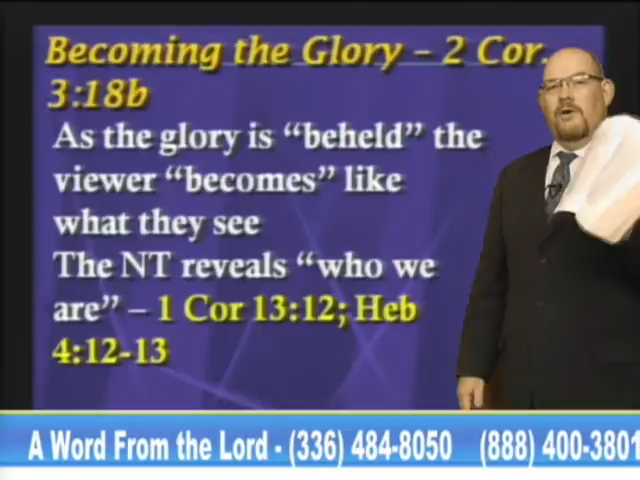 Becoming the Glory – 2 Cor.
3:18b
As the glory is “beheld” the
viewer “becomes” like
what they see
The NT reveals “who we
are” – 1 Cor 13:12; Heb
4:12-13
A Word From the Lord - (336) 484-8050 (888) 400-3801